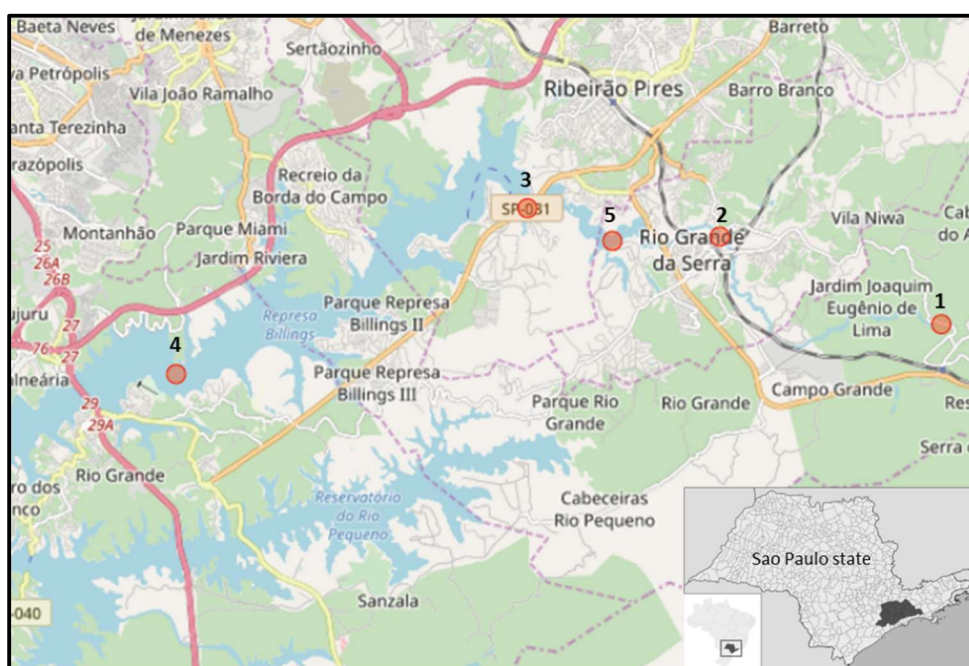 Baeta Neves
de Menezes
Sertãozinho
Barreto
Petrópolis
Vila João Ramalho
Ribeirão Pires
Barro Branco
anta Terezinha
razópolis
Recreio da
Borda do Campo
3
SP-031
5
2
Rio Grande
da Serra
Vila Niwa
Cab
do A
Montanhão
Parque Miami
Jardim Riviera
25
26A
26B
ujuru
27
76
27
Represa
Billings
Parque Represa
Billings II
Jardim Joaquim
Eugênio de
Lima
1
4
alneária
Parque Represa
Billings III
29
29A
Parque Rio
Grande
Rio Grande
Campo Grande
Res
Rio Grande
Serra
ro dos
nco
Reservatório
do Rio
Pequeno
Cabeceiras
Rio Pequeno
Sao Paulo state
Sanzala
-040